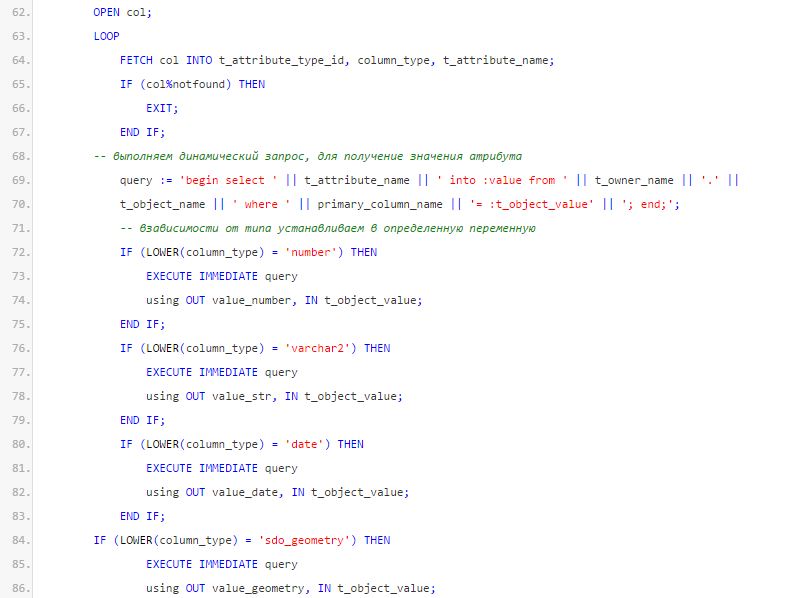 62. OPEN col;
63. LOOP
64. FETCH col INTO t_attribute_type_id, column_type, t_attribute_name;
65. IF (col%notfound) THEN
66. EXIT;
67. END IF;
68. -- выполняем динамический запрос, для получение значения атрибута
69. query := 'begin select ' || t_attribute_name || ' into :value from ' || t_owner_name || '.' ||
70. t_object_name || ' where ' || primary_column_name || '= :t_object_value' || '; end;';
71. -- взависимости от типа устанавливаем в определенную переменную
72. IF (LOWER(column_type) = 'number') THEN
73. EXECUTE IMMEDIATE query
74. using OUT value_number, IN t_object_value;
75. END IF;
76. IF (LOWER(column_type) = 'varchar2') THEN
77. EXECUTE IMMEDIATE query
78. using OUT value_str, IN t_object_value;
79. END IF;
80. IF (LOWER(column_type) = 'date') THEN
81. EXECUTE IMMEDIATE query
82. using OUT value_date, IN t_object_value;
83. END IF;
84. IF (LOWER(column_type) = 'sdo_geometry') THEN
85. EXECUTE IMMEDIATE query
86. using OUT value_geometry, IN t_object_value;